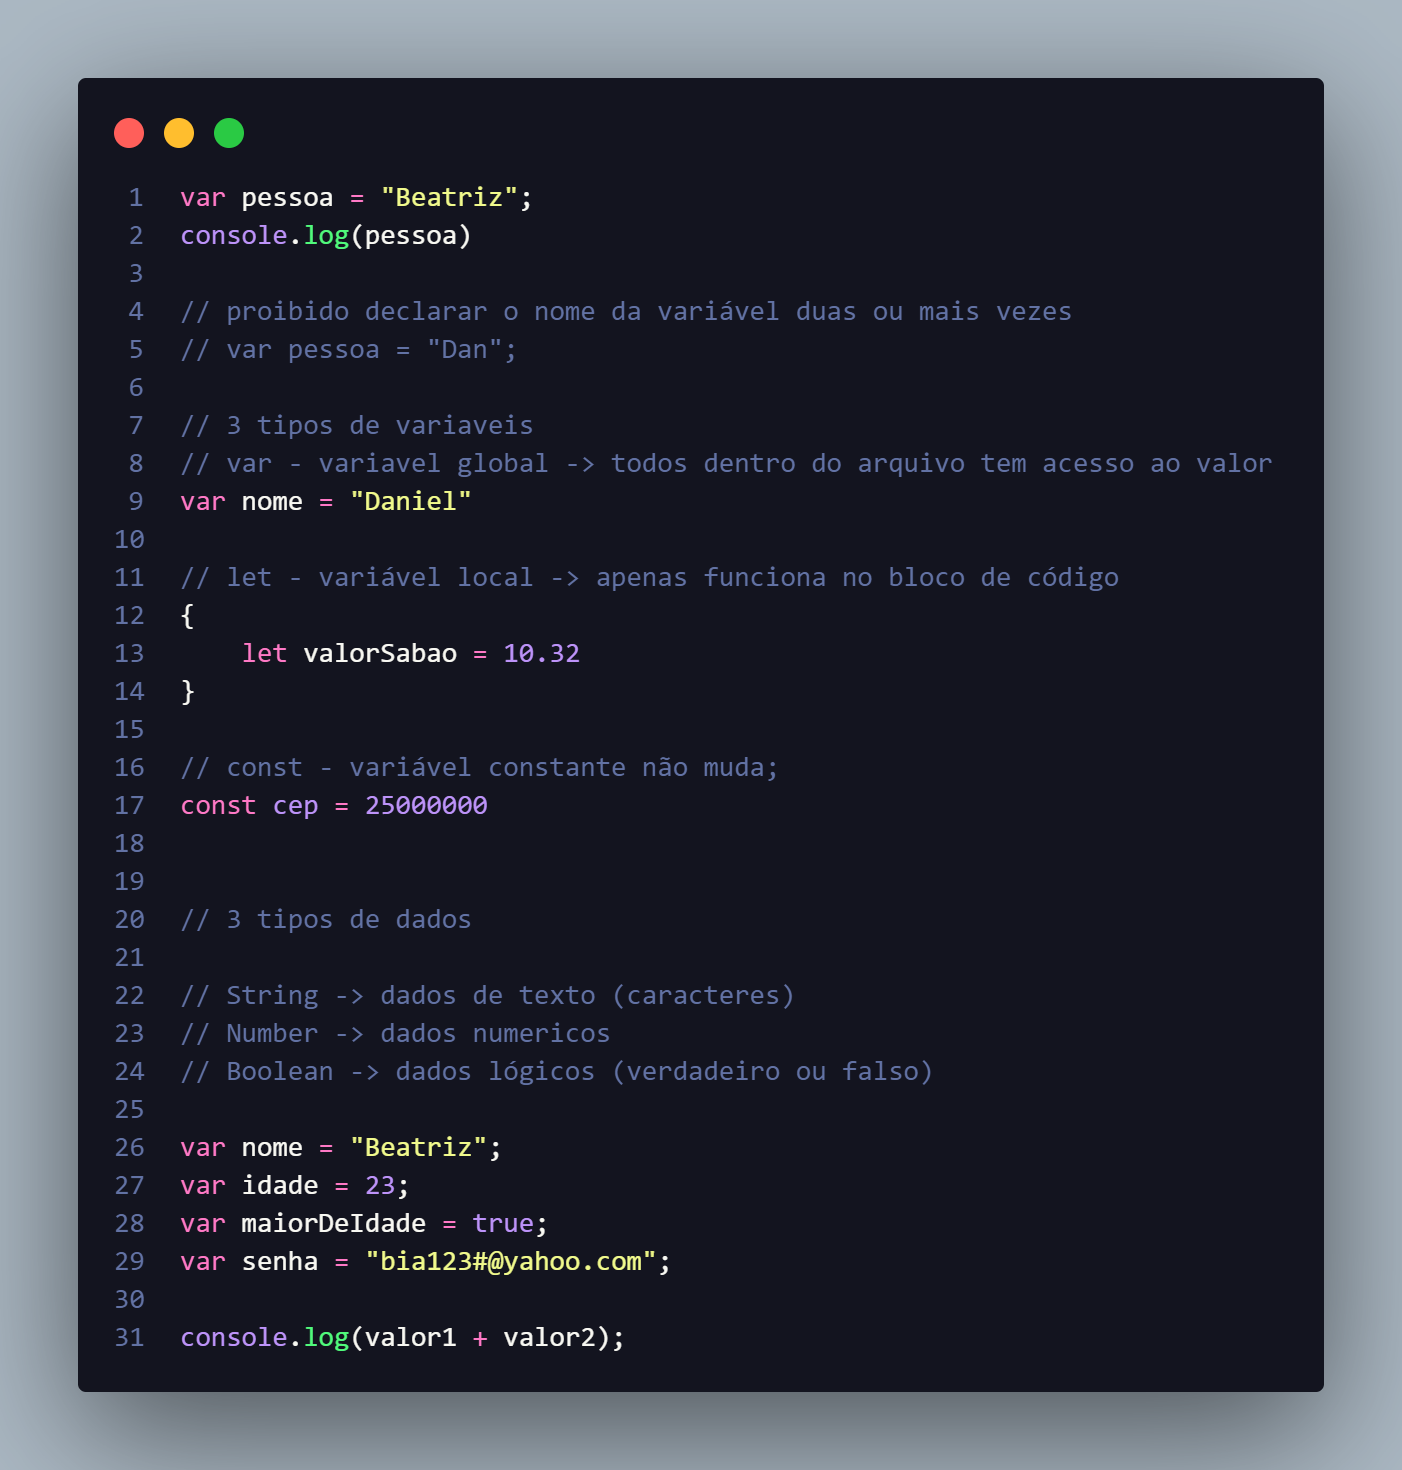 1 var pessoa = "Beatriz";
2 console.log(pessoa)
3
4 // proibido declarar o nome da variável duas ou mais vezes
5 // var pessoa = "Dan";
6
7 // 3 tipos de variaveis
8 // var - variavel global -> todos dentro do arquivo tem acesso ao valor
9 var nome = "Daniel"
10
11 // let - variável local -> apenas funciona no bloco de código
12 {
13     let valorSabao = 10.32
14 }
15
16 // const - variável constante não muda;
17 const cep = 25000000
18
19
20 // 3 tipos de dados
21
22 // String -> dados de texto (caracteres)
23 // Number -> dados numericos
24 // Boolean -> dados lógicos (verdadeiro ou falso)
25
26 var nome = "Beatriz";
27 var idade = 23;
28 var maiorDeIdade = true;
29 var senha = "bia123#@yahoo.com";
30
31 console.log(valor1 + valor2);